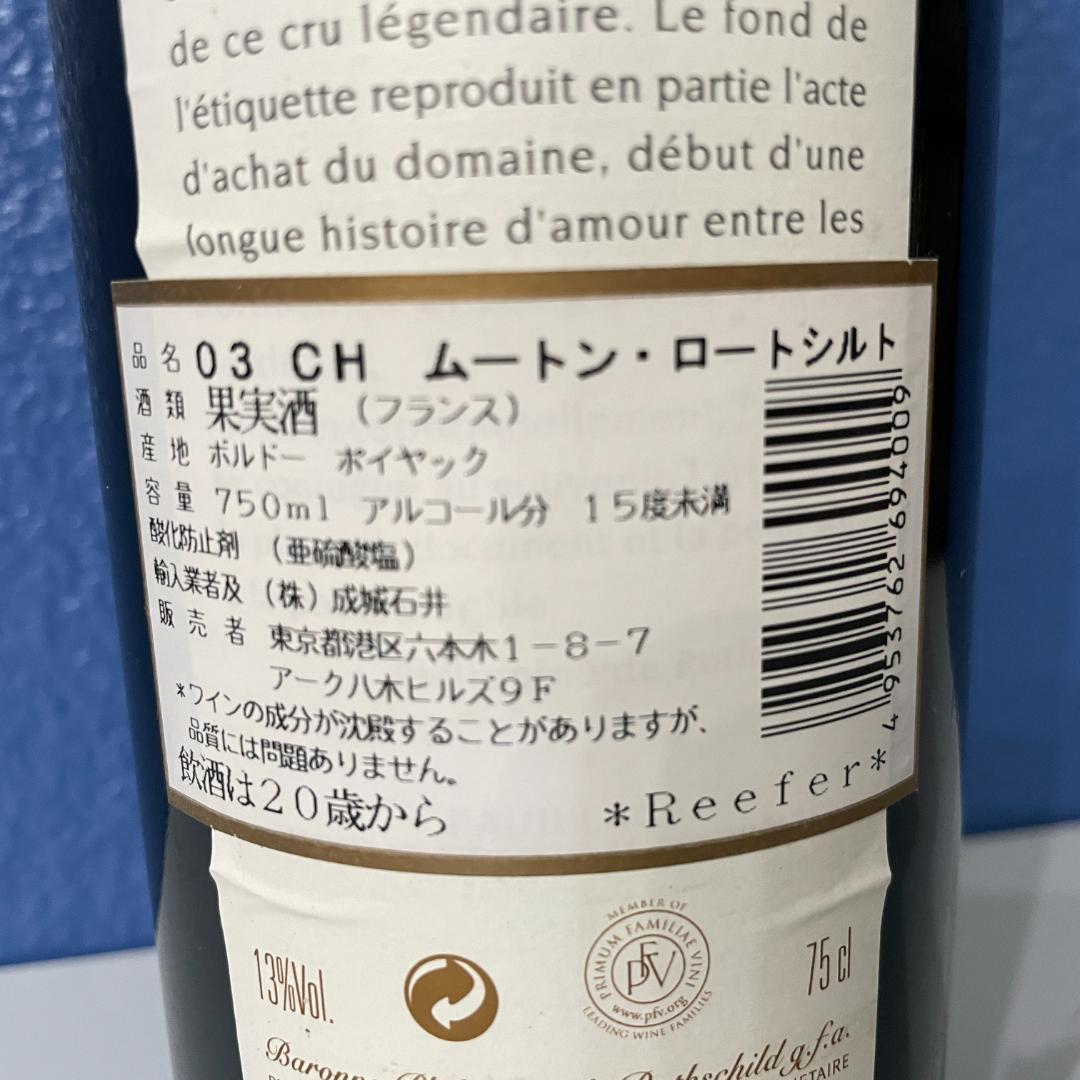 de ce cru légendaire. Le fond de
l'étiquette reproduit en partie l'acte
d'achat du domaine, début d'une
longue histoire d'amour entre les
品名 03 CH ムートン・ロートシルト
酒類 果実酒 (フランス)
産地 ボルドー ポイヤック
容量 750ml アルコール分 15度未満
酸化防止剤 (亜硫酸塩)
輸入業者及 (株)成城石井
販売者 東京都港区六本木1-8-7
アーク八木ヒルズ9F
*ワインの成分が沈殿することがありますが、
品質には問題ありません。
飲酒は20歳から *Reefer*
4 953762 694009
13%Vol.
MEMBER OF
PRIMUM FAMILIAE VINI
PFV
www.pfv.org
LEADING WINE FAMILIES
75 cl
Rothschild g.f.a.